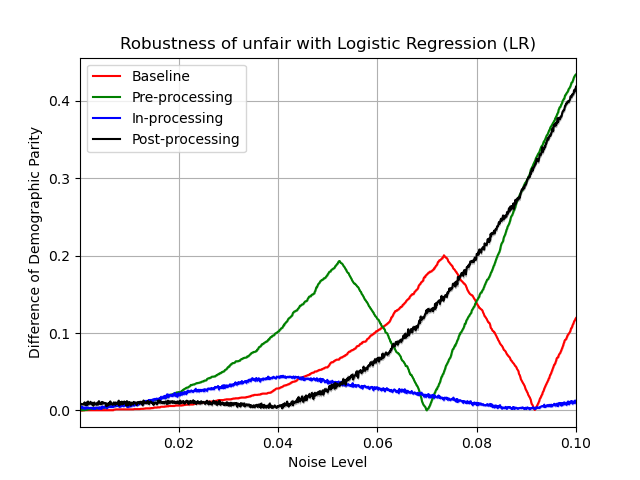 Robustness of unfair with Logistic Regression (LR)
Baseline
Pre-processing
In-processing
Post-processing
Difference of Demographic Parity
0.4
0.3
0.2
0.1
0.0
0.02 0.04 0.06 0.08 0.10
Noise Level